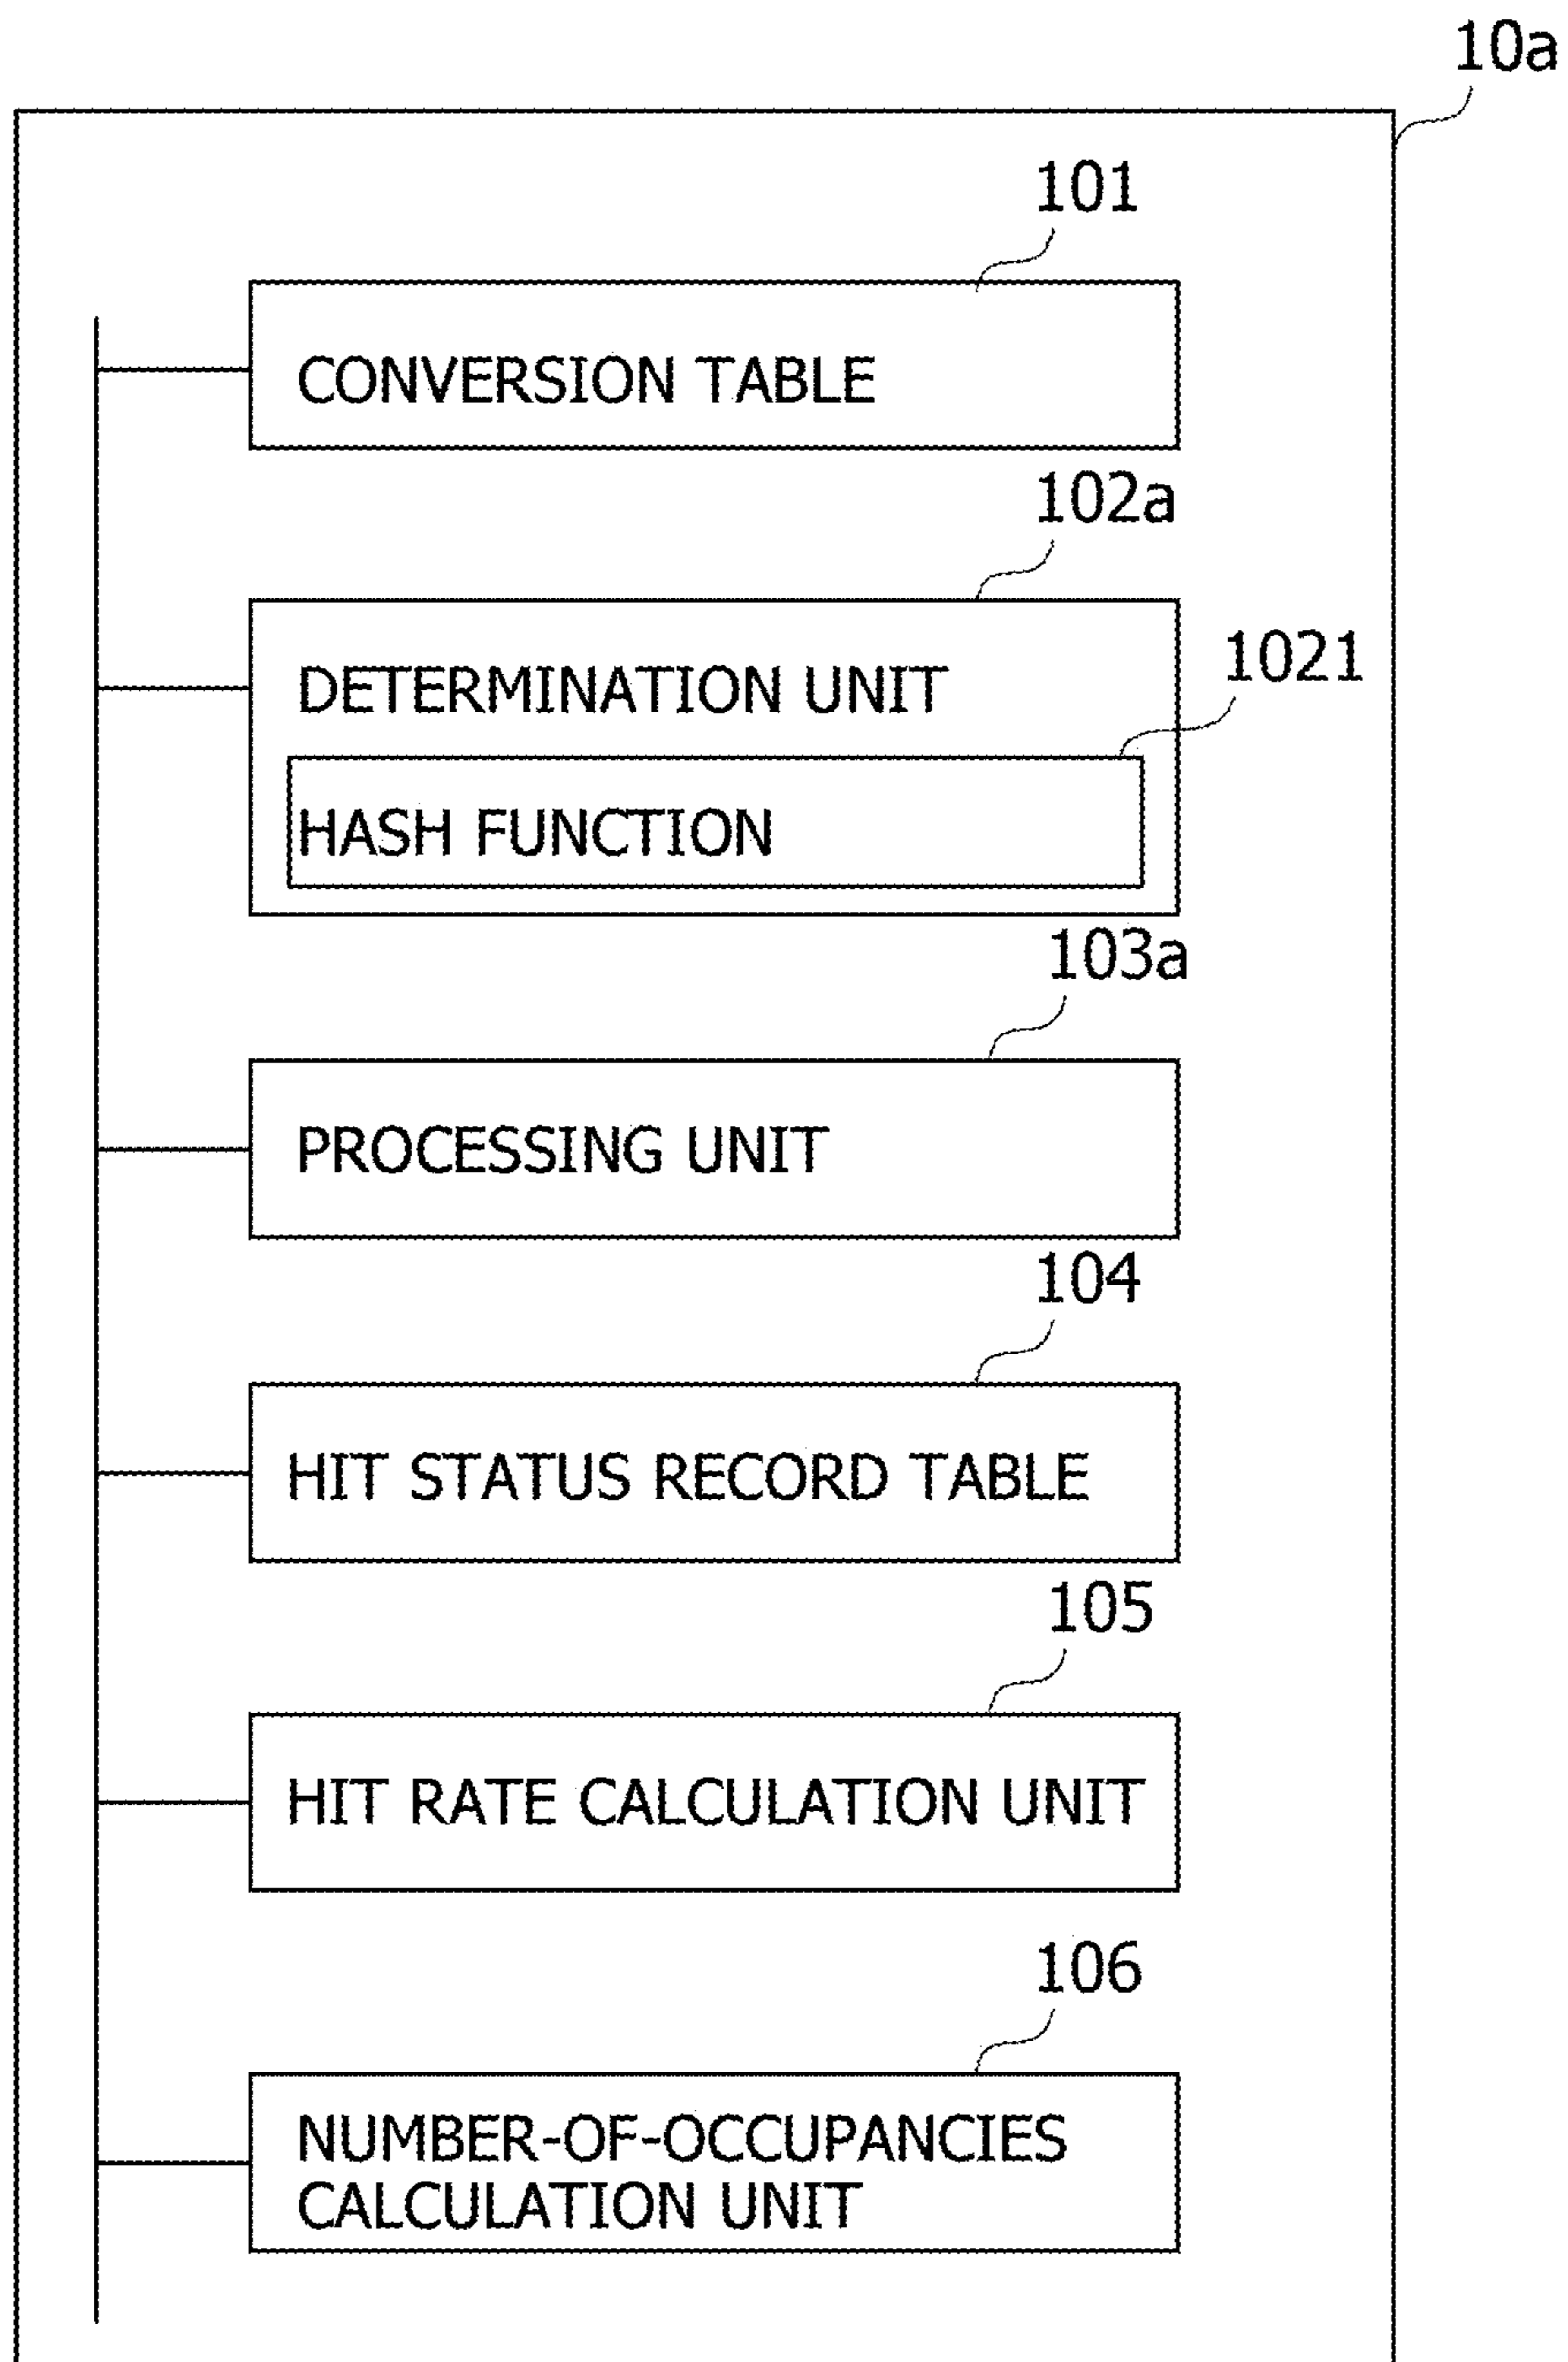 10a
101
CONVERSION TABLE
102a
DETERMINATION UNIT
1021
HASH FUNCTION
103a
PROCESSING UNIT
104
HIT STATUS RECORD TABLE
105
HIT RATE CALCULATION UNIT
106
NUMBER-OF-OCCUPANCIES
CALCULATION UNIT